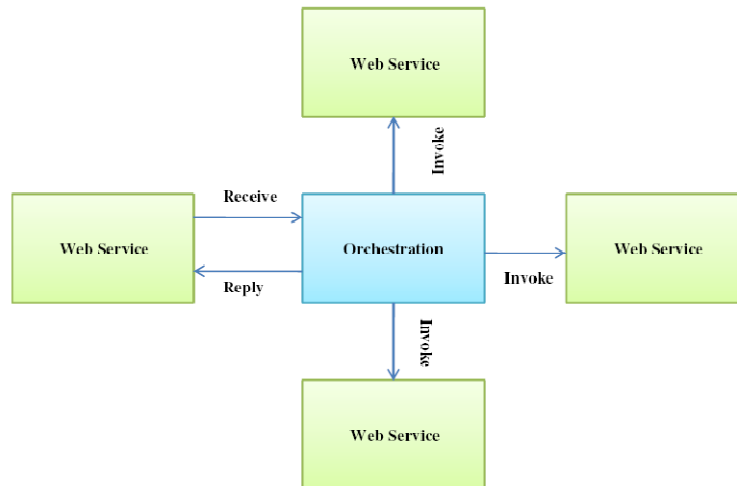 Web Service
Invoke
Receive
Web Service
Orchestration
Web Service
Invoke
Reply
Invoke
Web Service